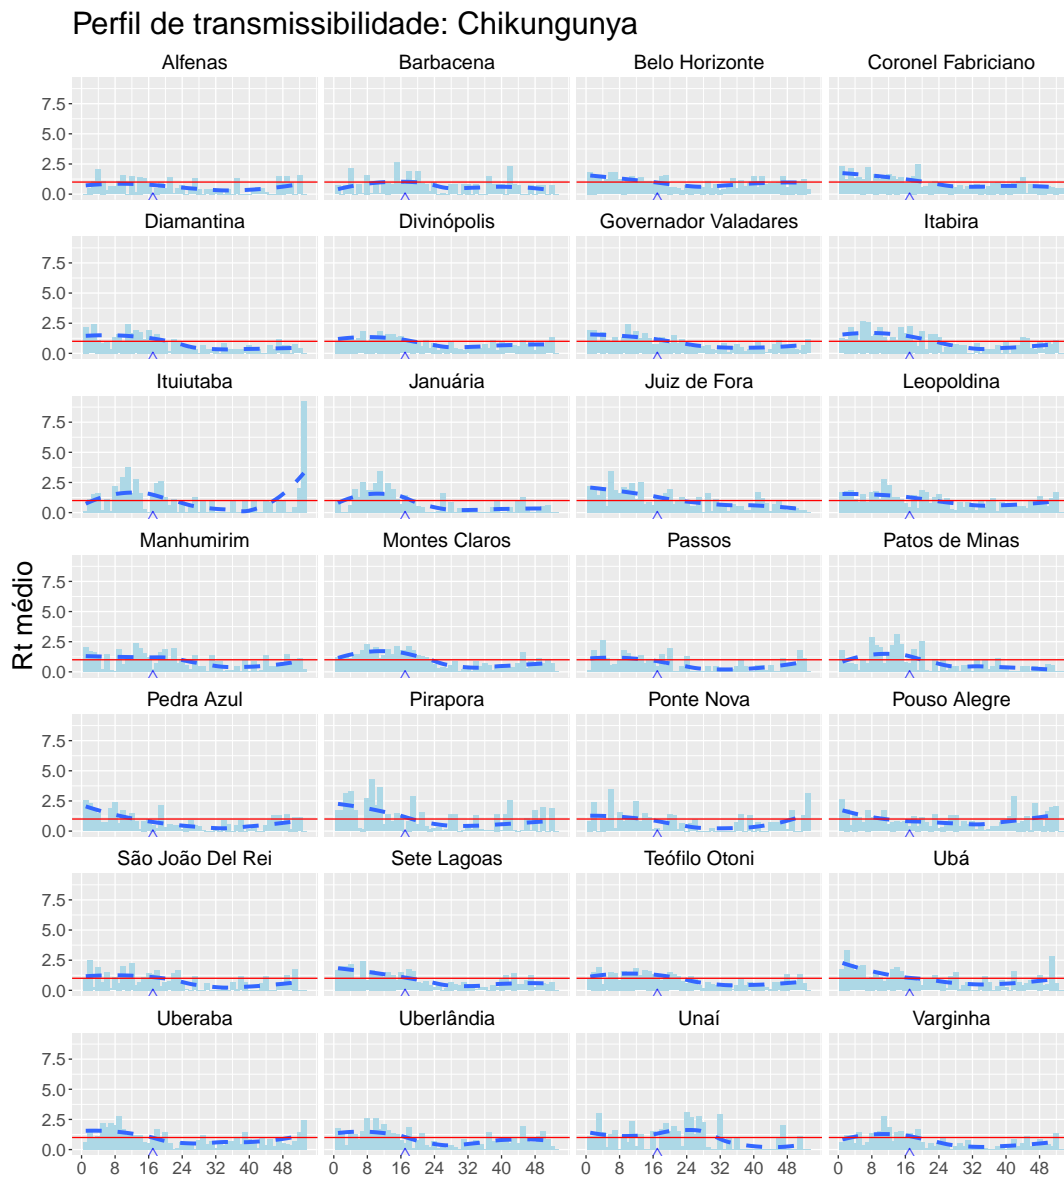 Perfil de transmissibilidade: Chikungunya
Alfenas Barbacena Belo Horizonte Coronel Fabriciano
7.5
5.0
2.5
0.0
Diamantina Divinópolis Governador Valadares Itabira
7.5
5.0
2.5
0.0
Ituiutaba Januária Juiz de Fora Leopoldina
7.5
5.0
2.5
0.0
Rt médio
Manhumirim Montes Claros Passos Patos de Minas
7.5
5.0
2.5
0.0
Pedra Azul Pirapora Ponte Nova Pouso Alegre
7.5
5.0
2.5
0.0
São João Del Rei Sete Lagoas Teófilo Otoni Ubá
7.5
5.0
2.5
0.0
Uberaba Uberlândia Unaí Varginha
7.5
5.0
2.5
0.0
0 8 16 24 32 40 48 0 8 16 24 32 40 48 0 8 16 24 32 40 48 0 8 16 24 32 40 48